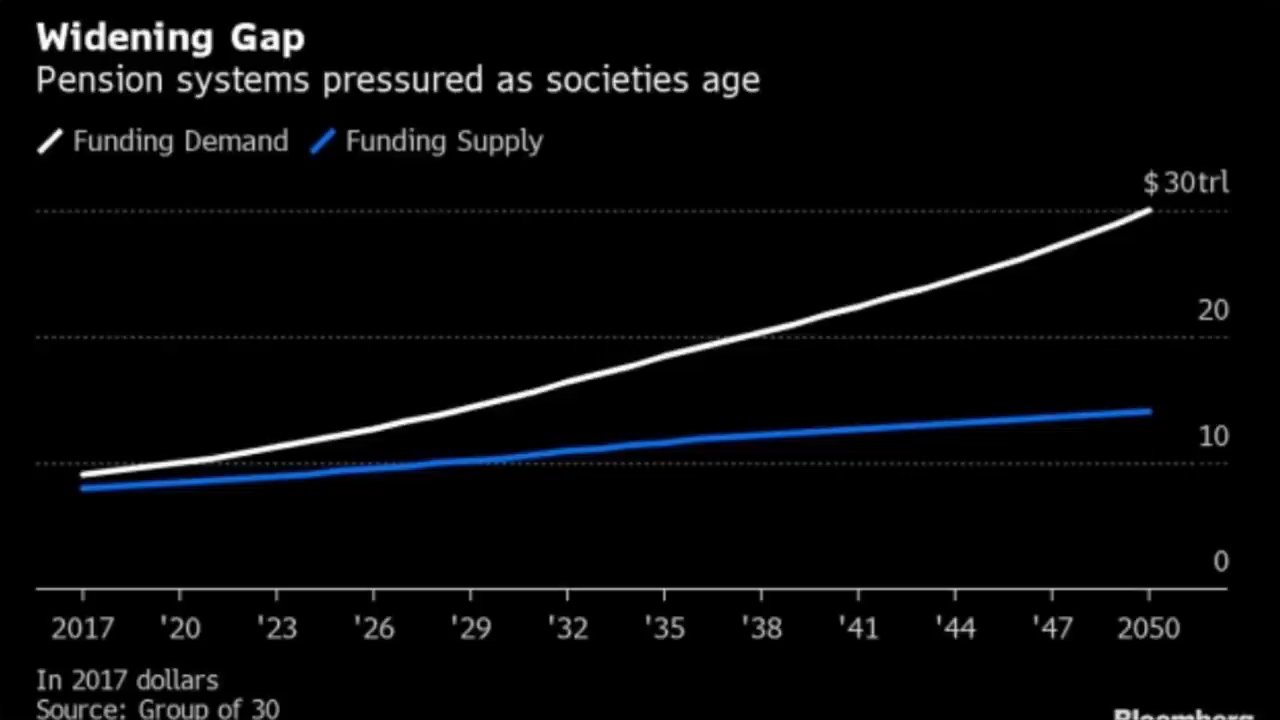 Widening Gap
Pension systems pressured as societies age
Funding Demand Funding Supply
$30trl
20
10
0
2017 '20 '23 '26 '29 '32 '35 '38 '41 '44 '47 2050
In 2017 dollars
Source: Group of 30
Bloomberg